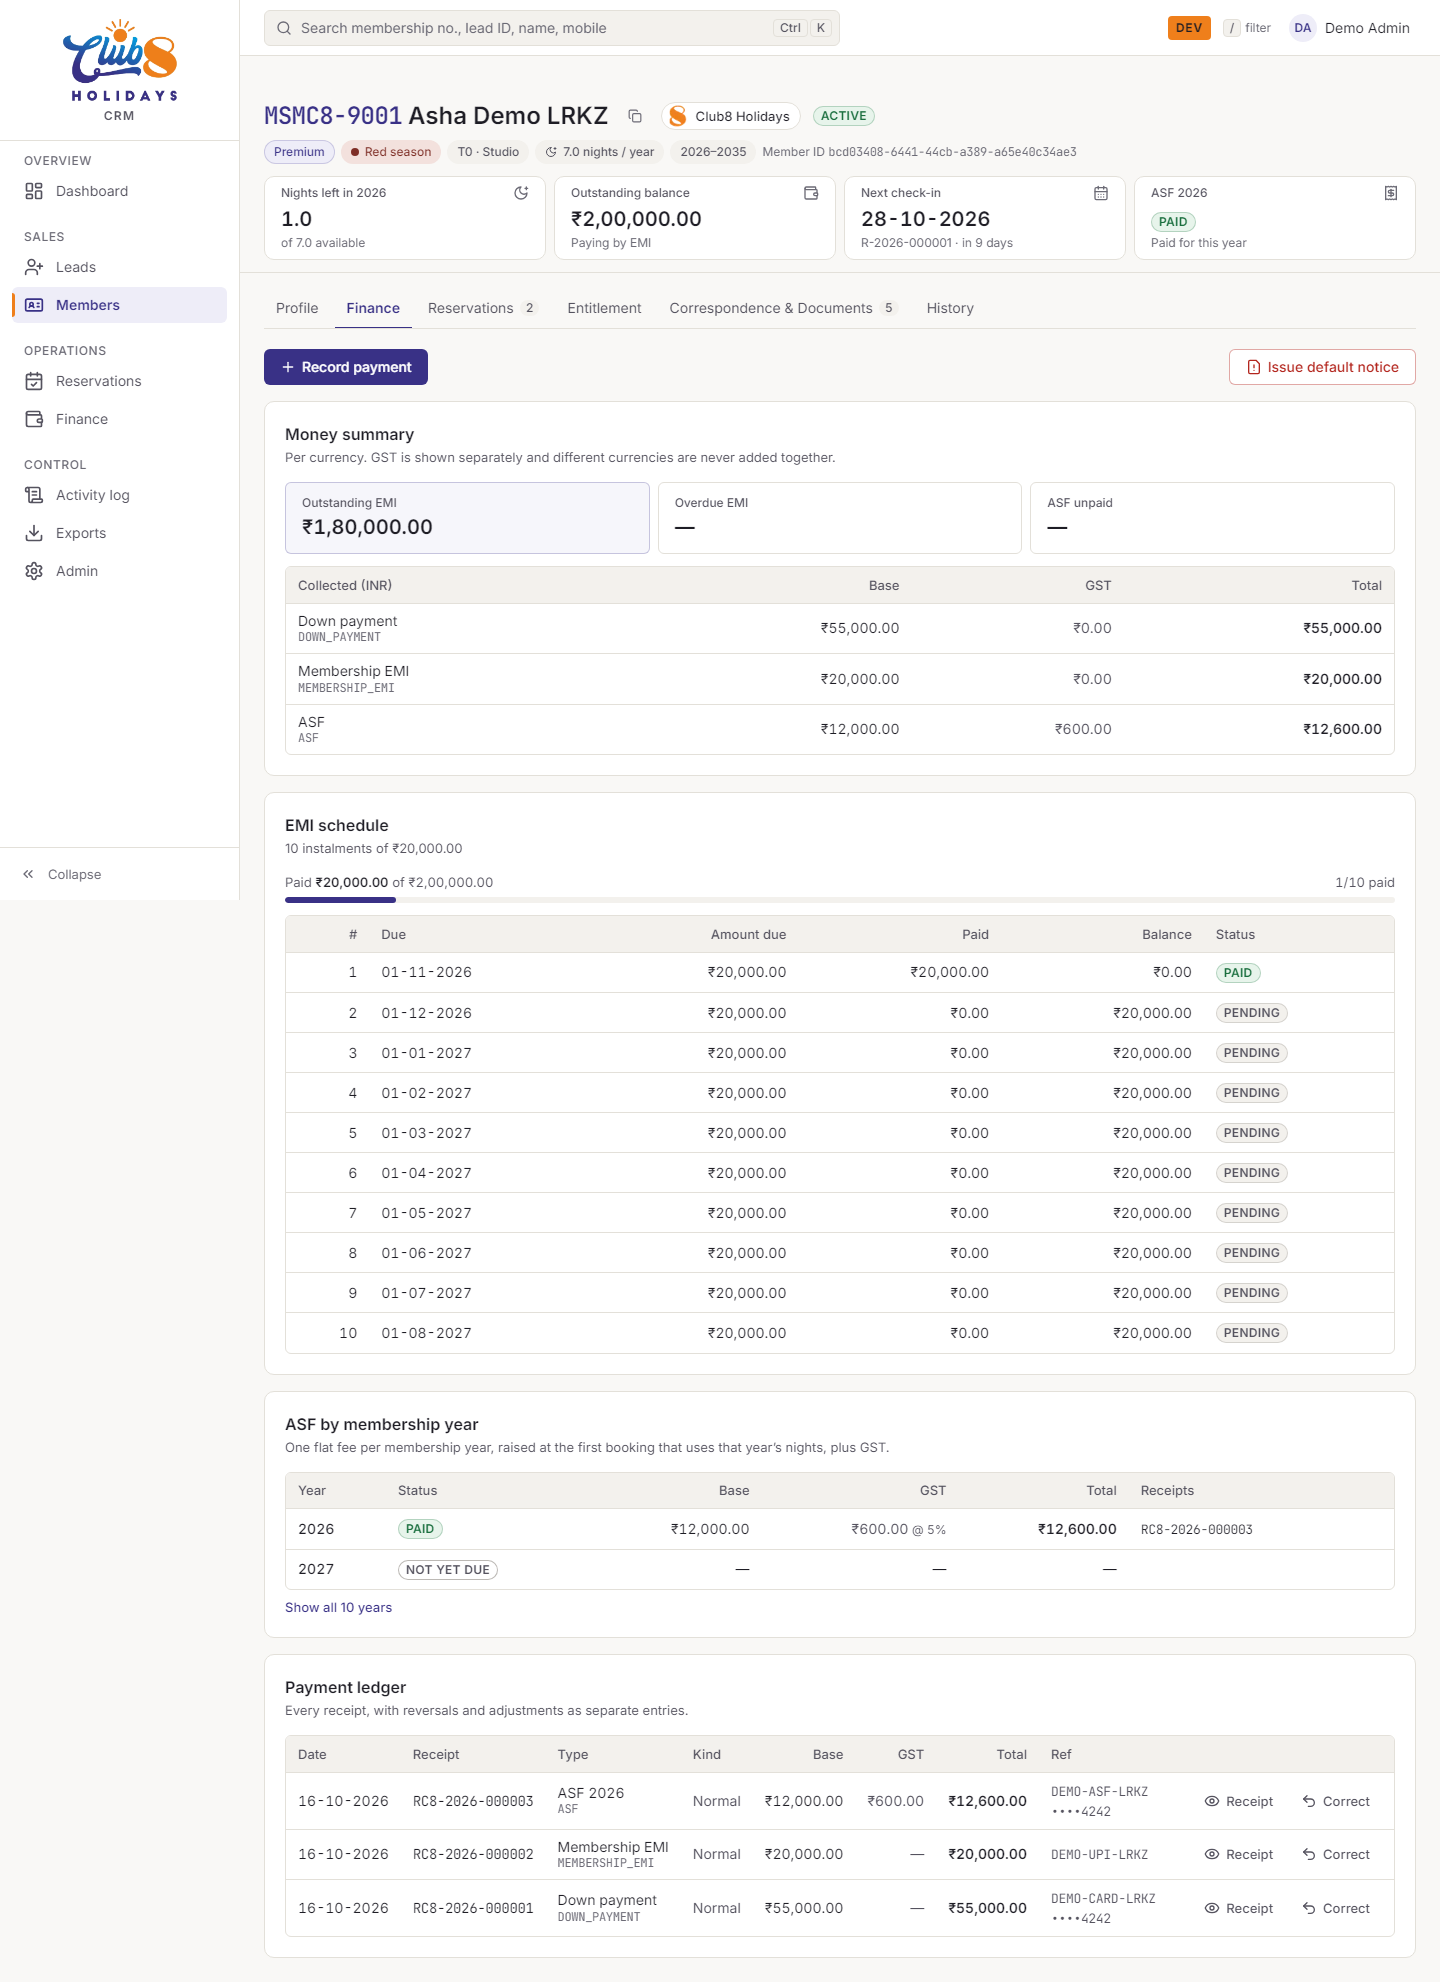 Club8
HOLIDAYS
CRM
Search membership no., lead ID, name, mobile
Ctrl K
DEV
/ filter
DA Demo Admin
OVERVIEW
Dashboard
SALES
Leads
Members
OPERATIONS
Reservations
Finance
CONTROL
Activity log
Exports
Admin
Collapse
MSMC8-9001 Asha Demo LRKZ Club8 Holidays ACTIVE
Premium Red season T0 · Studio 7.0 nights / year 2026–2035 Member ID bcd03408-6441-44cb-a389-a65e40c34ae3
Nights left in 2026
1.0
of 7.0 available
Outstanding balance
₹2,00,000.00
Paying by EMI
Next check-in
28-10-2026
R-2026-000001 · in 9 days
ASF 2026
PAID
Paid for this year
Profile Finance Reservations 2 Entitlement Correspondence & Documents 5 History
Record payment
Issue default notice
Money summary
Per currency. GST is shown separately and different currencies are never added together.
Outstanding EMI
₹1,80,000.00
Overdue EMI
—
ASF unpaid
—
Collected (INR) Base GST Total
Down payment ₹55,000.00 ₹0.00 ₹55,000.00
DOWN_PAYMENT
Membership EMI ₹20,000.00 ₹0.00 ₹20,000.00
MEMBERSHIP_EMI
ASF ₹12,000.00 ₹600.00 ₹12,600.00
ASF
EMI schedule
10 instalments of ₹20,000.00
Paid ₹20,000.00 of ₹2,00,000.00 1/10 paid
# Due Amount due Paid Balance Status
1 01-11-2026 ₹20,000.00 ₹20,000.00 ₹0.00 PAID
2 01-12-2026 ₹20,000.00 ₹0.00 ₹20,000.00 PENDING
3 01-01-2027 ₹20,000.00 ₹0.00 ₹20,000.00 PENDING
4 01-02-2027 ₹20,000.00 ₹0.00 ₹20,000.00 PENDING
5 01-03-2027 ₹20,000.00 ₹0.00 ₹20,000.00 PENDING
6 01-04-2027 ₹20,000.00 ₹0.00 ₹20,000.00 PENDING
7 01-05-2027 ₹20,000.00 ₹0.00 ₹20,000.00 PENDING
8 01-06-2027 ₹20,000.00 ₹0.00 ₹20,000.00 PENDING
9 01-07-2027 ₹20,000.00 ₹0.00 ₹20,000.00 PENDING
10 01-08-2027 ₹20,000.00 ₹0.00 ₹20,000.00 PENDING
ASF by membership year
One flat fee per membership year, raised at the first booking that uses that year's nights, plus GST.
Year Status Base GST Total Receipts
2026 PAID ₹12,000.00 ₹600.00 @ 5% ₹12,600.00 RC8-2026-000003
2027 NOT YET DUE — — —
Show all 10 years
Payment ledger
Every receipt, with reversals and adjustments as separate entries.
Date Receipt Type Kind Base GST Total Ref
16-10-2026 RC8-2026-000003 ASF 2026 ASF Normal ₹12,000.00 ₹600.00 ₹12,600.00 DEMO-ASF-LRKZ ••••4242 Receipt Correct
16-10-2026 RC8-2026-000002 Membership EMI MEMBERSHIP_EMI Normal ₹20,000.00 — ₹20,000.00 DEMO-UPI-LRKZ Receipt Correct
16-10-2026 RC8-2026-000001 Down payment DOWN_PAYMENT Normal ₹55,000.00 — ₹55,000.00 DEMO-CARD-LRKZ ••••4242 Receipt Correct